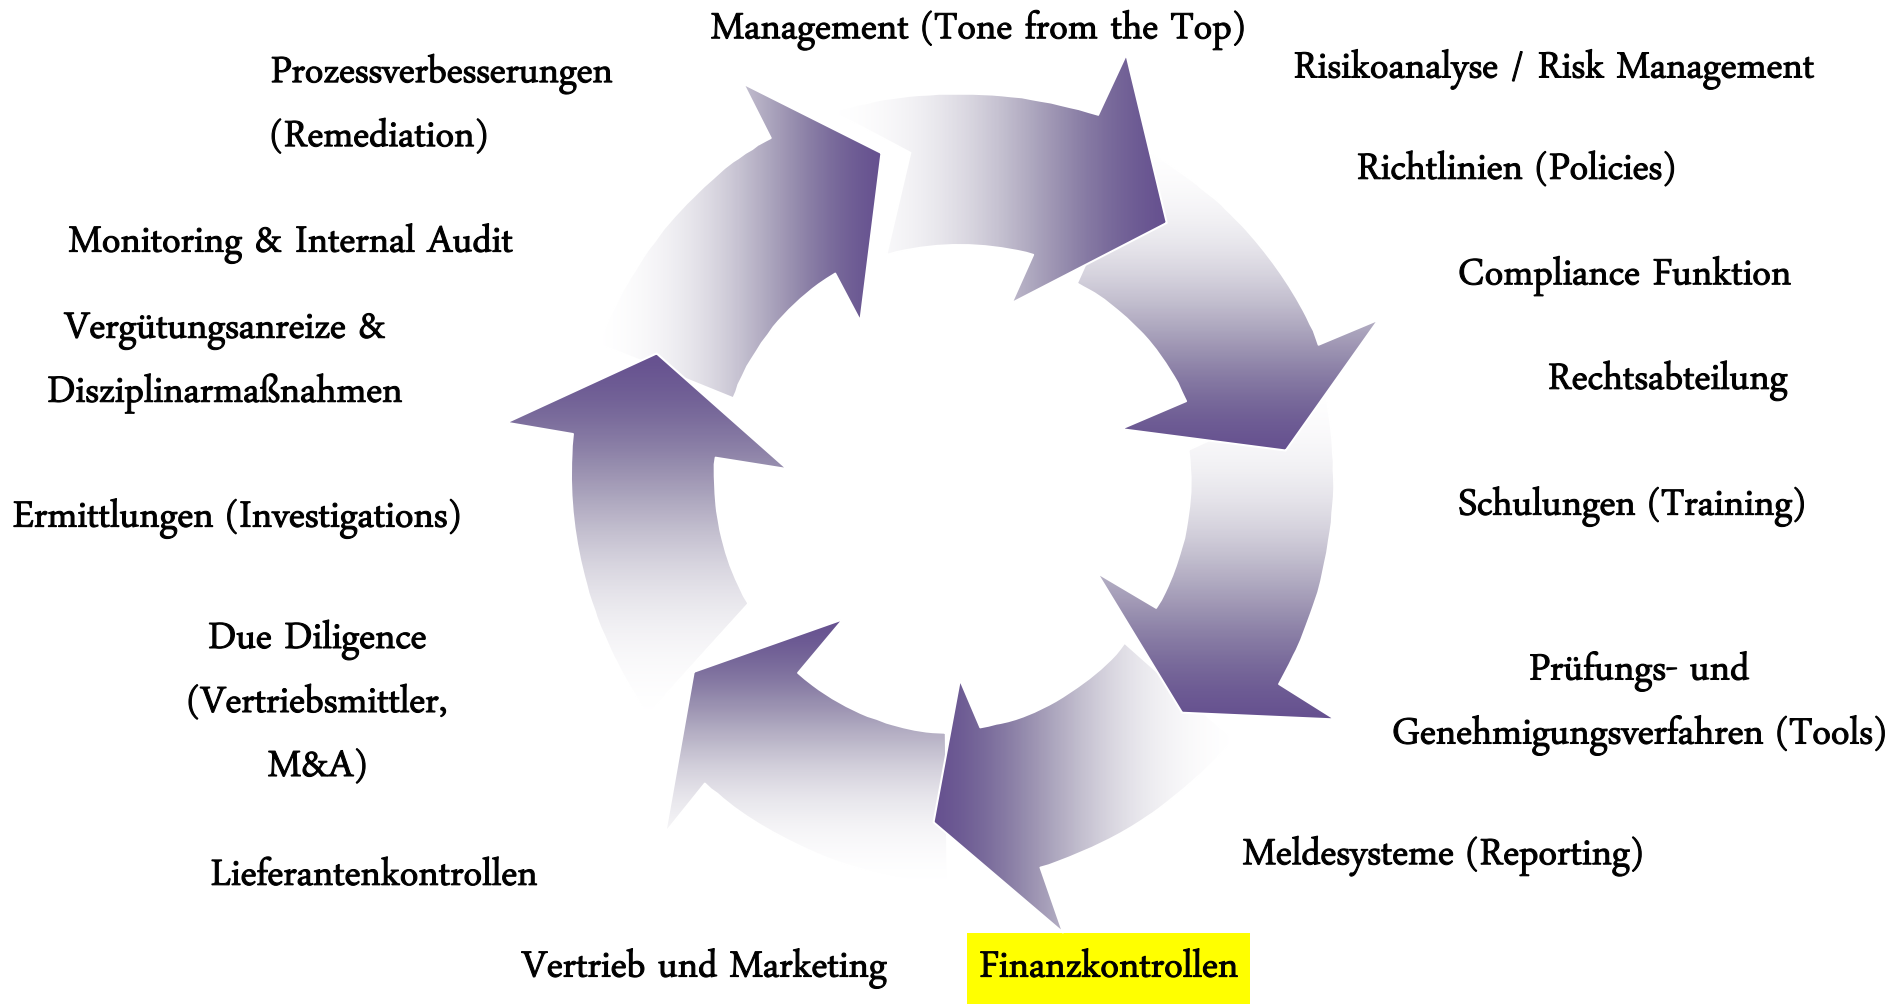 Management (Tone from the Top)
Risikoanalyse / Risk Management
Richtlinien (Policies)
Compliance Funktion
Rechtsabteilung
Schulungen (Training)
Prüfungs- und
Genehmigungsverfahren (Tools)
Meldesysteme (Reporting)
Finanzkontrollen
Vertrieb und Marketing
Lieferantenkontrollen
Due Diligence
(Vertriebsmittler,
M&A)
Ermittlungen (Investigations)
Vergütungsanreize &
Disziplinarmaßnahmen
Monitoring & Internal Audit
Prozessverbesserungen
(Remediation)